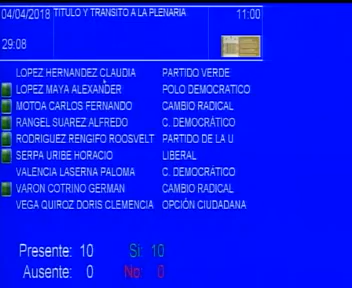 04/04/2018 TITULO Y TRANSITO A LA PLENARIA 11:00
29:08
LOPEZ HERNANDEZ CLAUDIA PARTIDO VERDE
LOPEZ MAYA ALEXANDER POLO DEMOCRATICO
MOTOA CARLOS FERNANDO CAMBIO RADICAL
RANGEL SUAREZ ALFREDO C. DEMOCRÁTICO
RODRIGUEZ RENGIFO ROOSVELT PARTIDO DE LA U
SERPA URIBE HORACIO LIBERAL
VALENCIA LASERNA PALOMA C. DEMOCRÁTICO
VARON COTRINO GERMAN CAMBIO RADICAL
VEGA QUIROZ DORIS CLEMENCIA OPCIÓN CIUDADANA
Presente: 10 Si: 10
Ausente: 0 No: 0